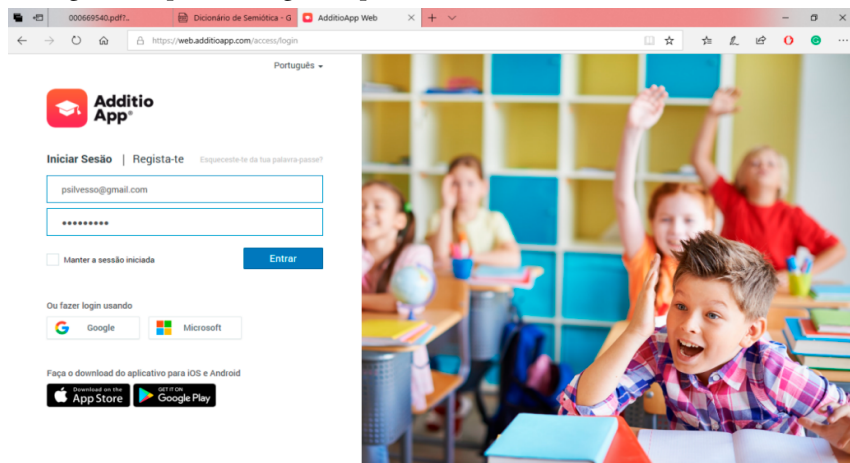 000669540.pdf?.. Dicionário de Semiótica - G AdditioApp Web
https://web.additioapp.com/access/login
Português
Additio
App®
Iniciar Sesão | Regista-te Esqueceste-te da tua palavra-passe?
psilvesso@gmail.com
•••••••••
Manter a sessão iniciada Entrar
Ou fazer login usando
Google Microsoft
Faça o download do aplicativo para iOS e Android
Download on the App Store GET IT ON Google Play